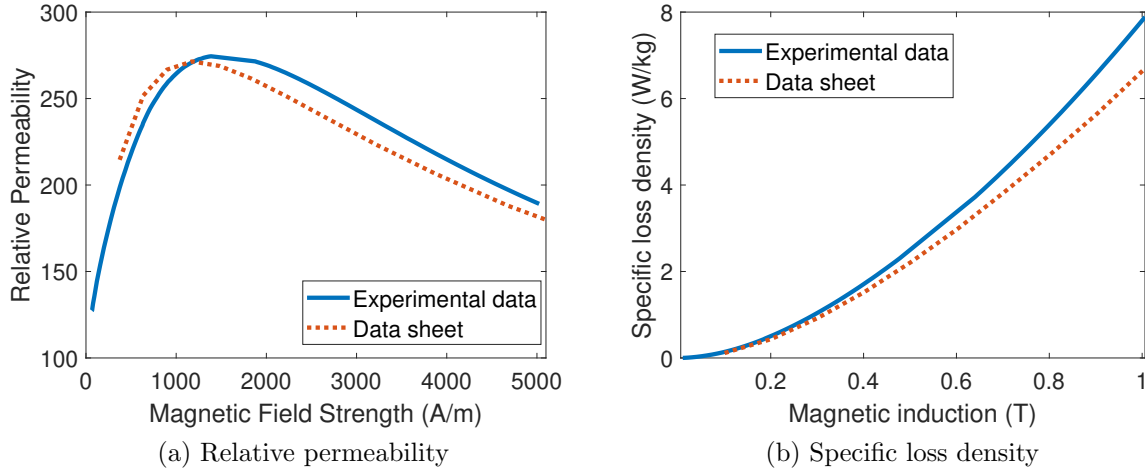 300
250
200
150
100
Relative Permeability
Experimental data
Data sheet
0 1000 2000 3000 4000 5000
Magnetic Field Strength (A/m)
(a) Relative permeability
8
6
4
2
0
Specific loss density (W/kg)
Experimental data
Data sheet
0.2 0.4 0.6 0.8 1
Magnetic induction (T)
(b) Specific loss density